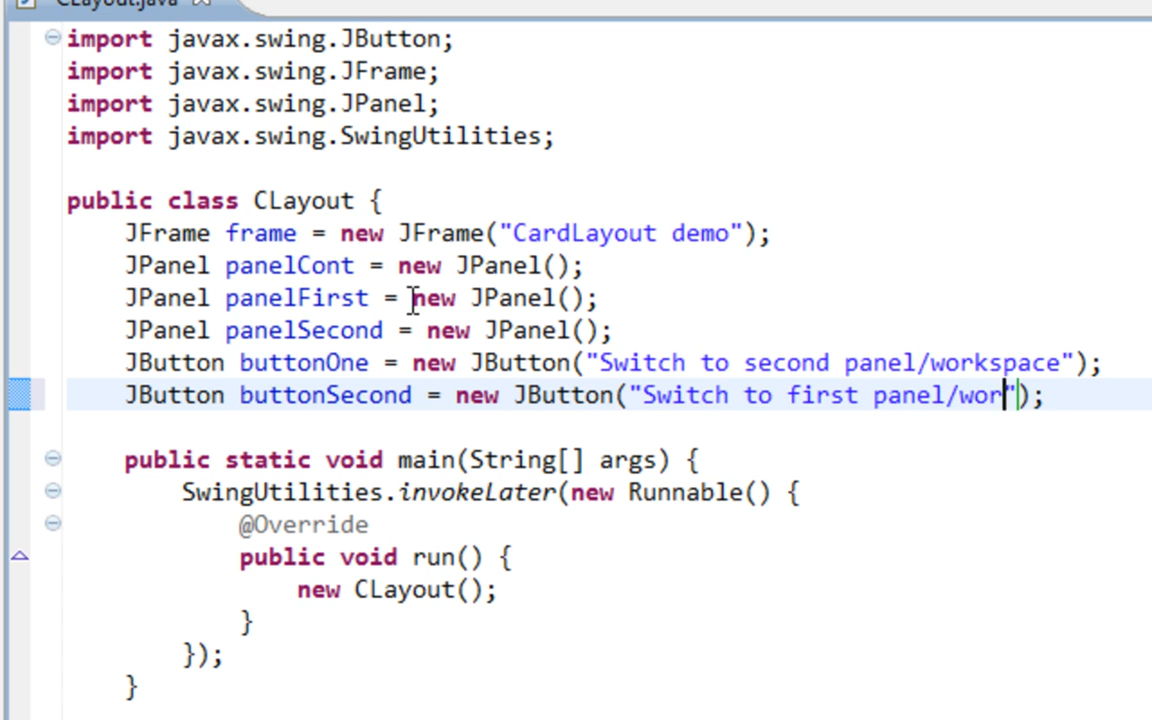 CLayout.java
import javax.swing.JButton;
import javax.swing.JFrame;
import javax.swing.JPanel;
import javax.swing.SwingUtilities;
public class CLayout {
    JFrame frame = new JFrame("CardLayout demo");
    JPanel panelCont = new JPanel();
    JPanel panelFirst = new JPanel();
    JPanel panelSecond = new JPanel();
    JButton buttonOne = new JButton("Switch to second panel/workspace");
    JButton buttonSecond = new JButton("Switch to first panel/wor");
    public static void main(String[] args) {
        SwingUtilities.invokeLater(new Runnable() {
            @Override
            public void run() {
                new CLayout();
            }
        });
    }